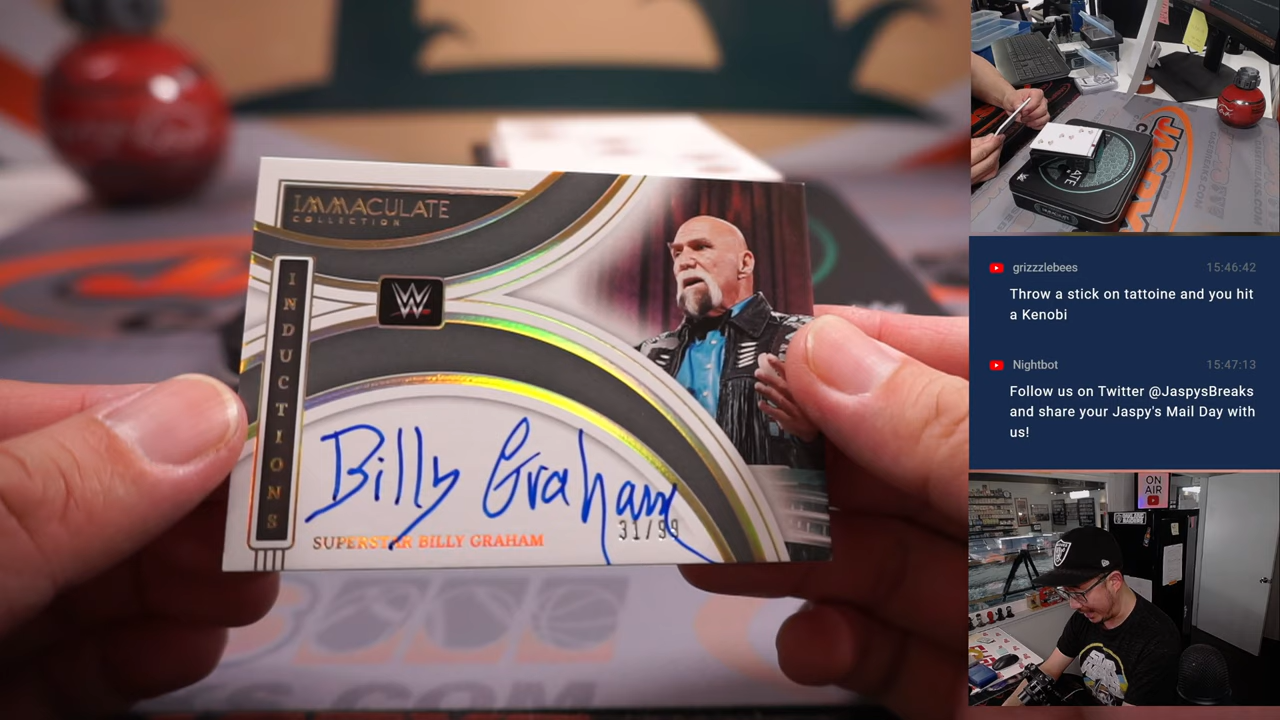 IMMACULATE
COLLECTION
INDUCTIONS
W
Billy Graham
31/99
SUPERSTAR BILLY GRAHAM
grizzzlebees 15:46:42
Throw a stick on tattoine and you hit
a Kenobi
Nightbot 15:47:13
Follow us on Twitter @JaspysBreaks
and share your Jaspy's Mail Day with
us!
ON
AIR